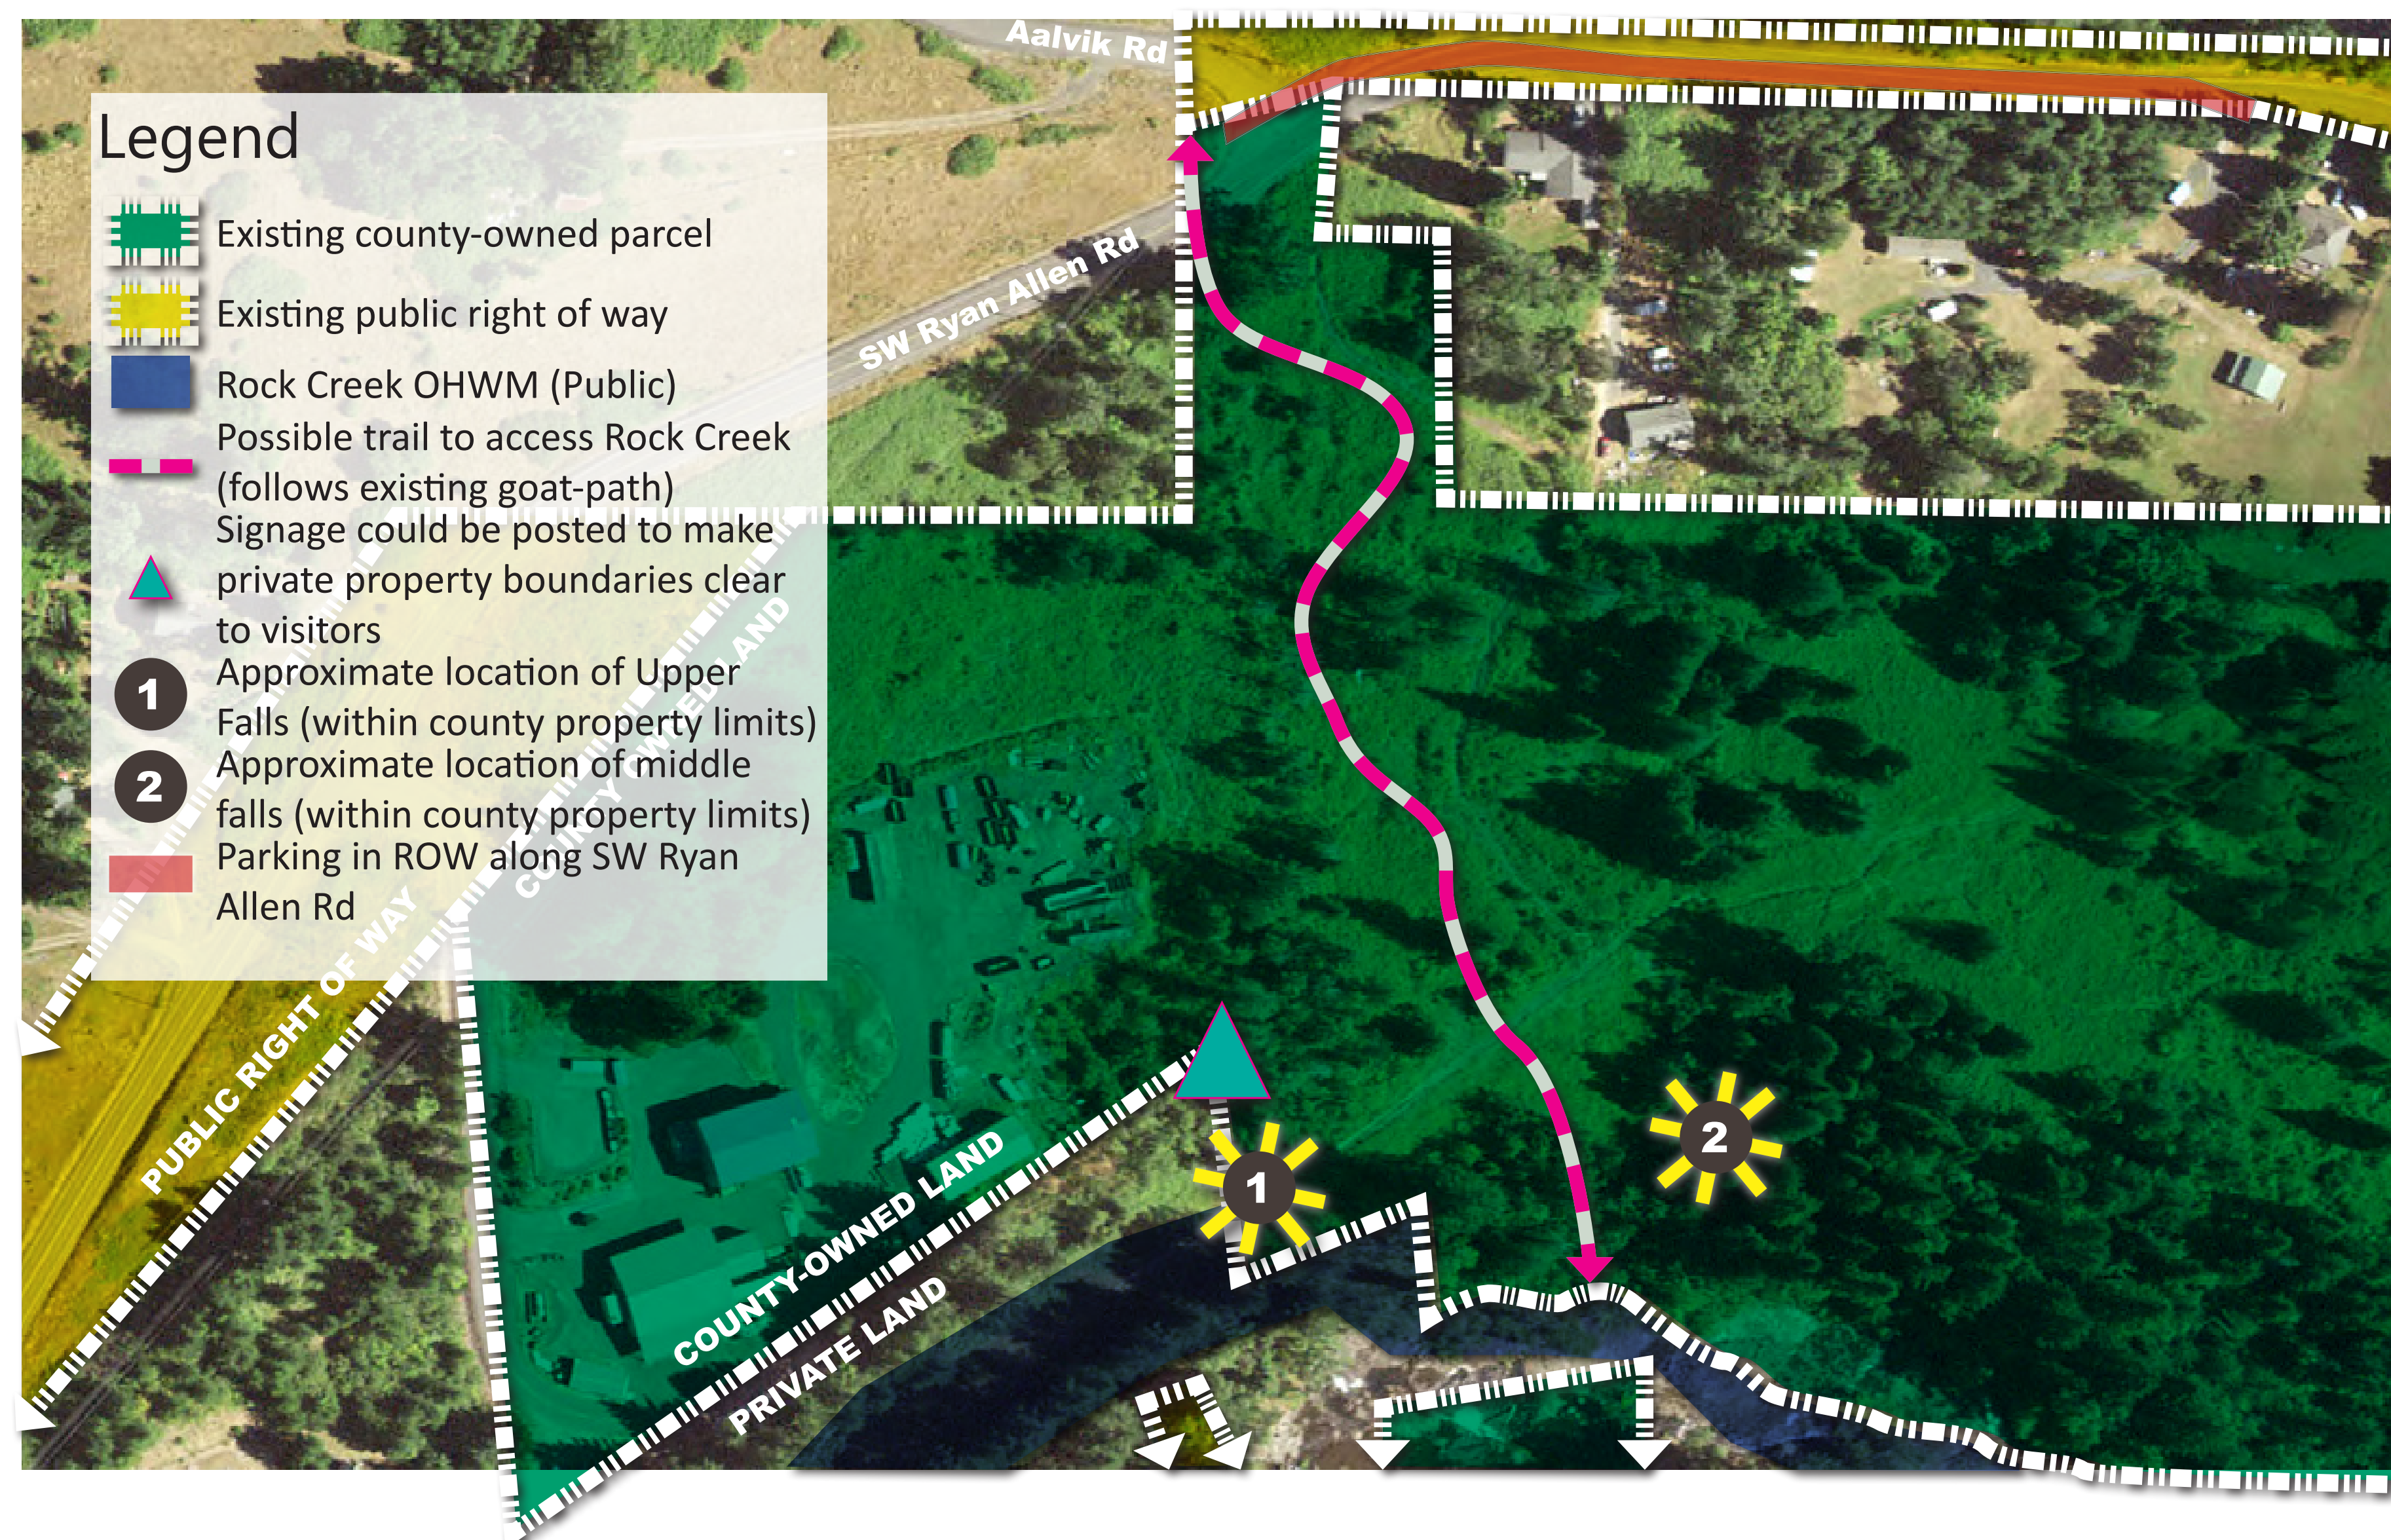 Aalvik Rd
SW Ryan Allen Rd
Legend
Existing county-owned parcel
Existing public right of way
Rock Creek OHWM (Public)
Possible trail to access Rock Creek
(follows existing goat-path)
Signage could be posted to make
private property boundaries clear
to visitors
1
Approximate location of Upper
Falls (within county property limits)
2
Approximate location of middle
falls (within county property limits)
Parking in ROW along SW Ryan
Allen Rd
COUNTY OWNED LAND
PUBLIC RIGHT OF WAY
COUNTY-OWNED LAND
PRIVATE LAND
1
2